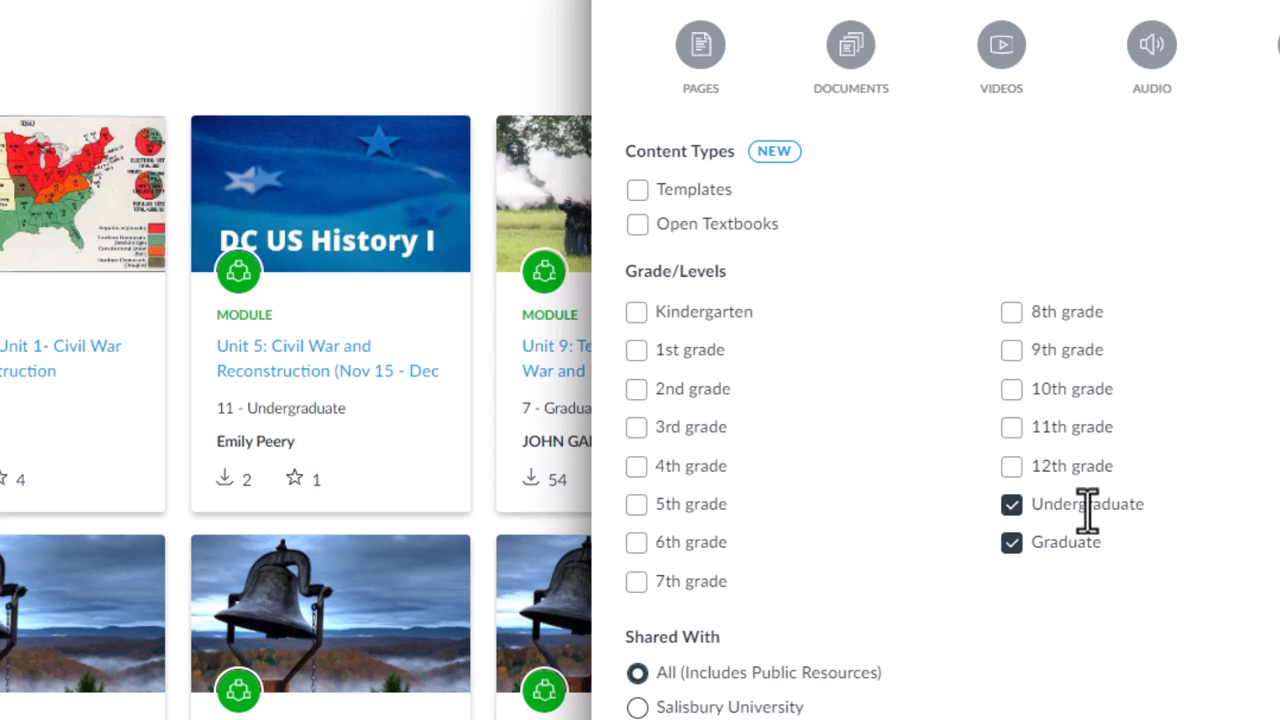 1860
DC US History I
MODULE
Unit 1- Civil War
truction
4
Unit 5: Civil War and
Reconstruction (Nov 15 - Dec
11 - Undergraduate
Emily Peery
2
1
MODULE
Unit 9: Te
War and
7 - Gradua
JOHN GA
54
PAGES
DOCUMENTS
VIDEOS
AUDIO
Content Types NEW
Templates
Open Textbooks
Grade/Levels
Kindergarten
1st grade
2nd grade
3rd grade
4th grade
5th grade
6th grade
7th grade
8th grade
9th grade
10th grade
11th grade
12th grade
Undergraduate
Graduate
Shared With
All (Includes Public Resources)
Salisbury University